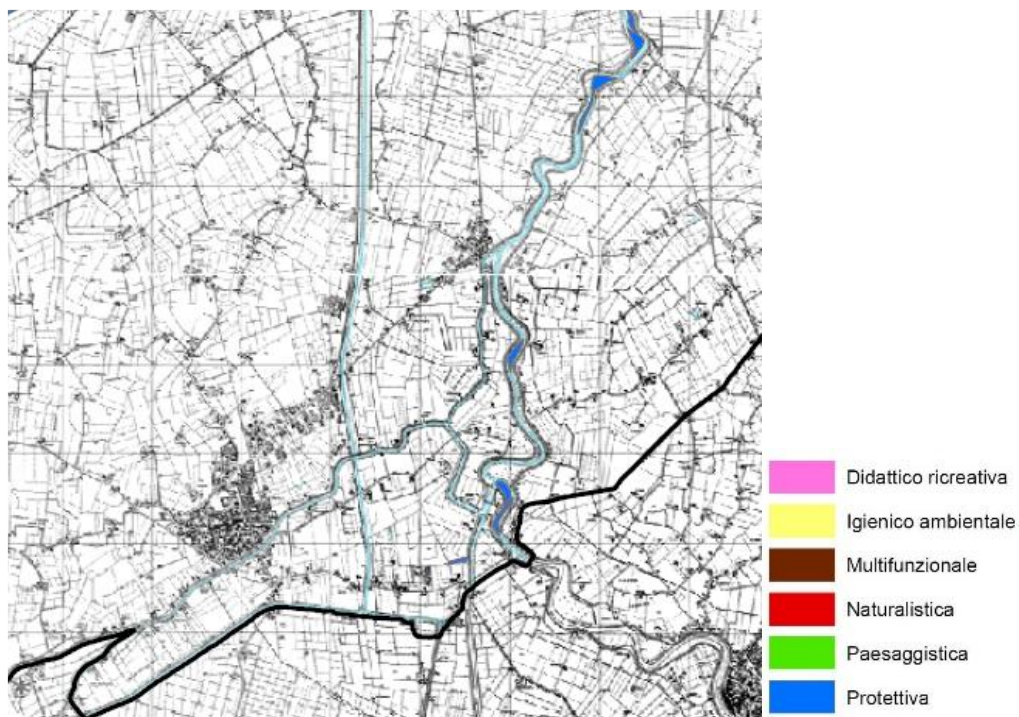 Didattico ricreativa
Igienico ambientale
Multifunzionale
Naturalistica
Paesaggistica
Protettiva